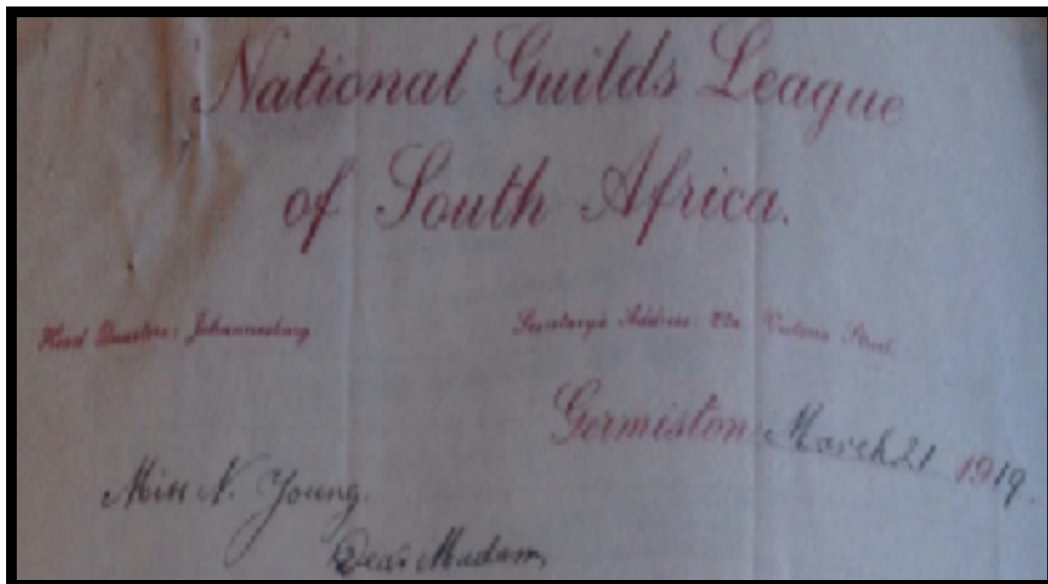 National Guilds League
of South Africa.
Head Quarters: Johannesburg
Secretary's Address: 22a Victoria Street.
Germiston March 21 1919.
Miss N. Young.
Dear Madam,